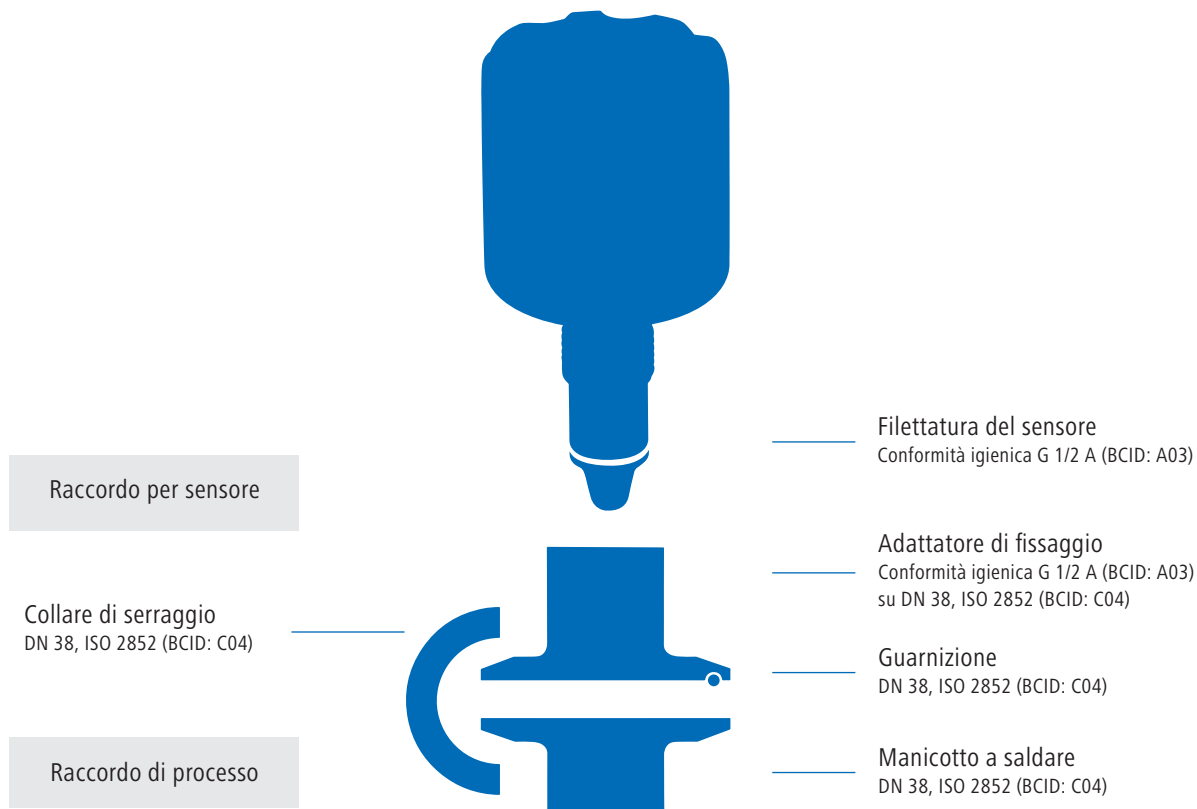 Filettatura del sensore
Conformità igienica G 1/2 A (BCID: A03)
Raccordo per sensore
Adattatore di fissaggio
Conformità igienica G 1/2 A (BCID: A03)
su DN 38, ISO 2852 (BCID: C04)
Collare di serraggio
DN 38, ISO 2852 (BCID: C04)
Guarnizione
DN 38, ISO 2852 (BCID: C04)
Raccordo di processo
Manicotto a saldare
DN 38, ISO 2852 (BCID: C04)